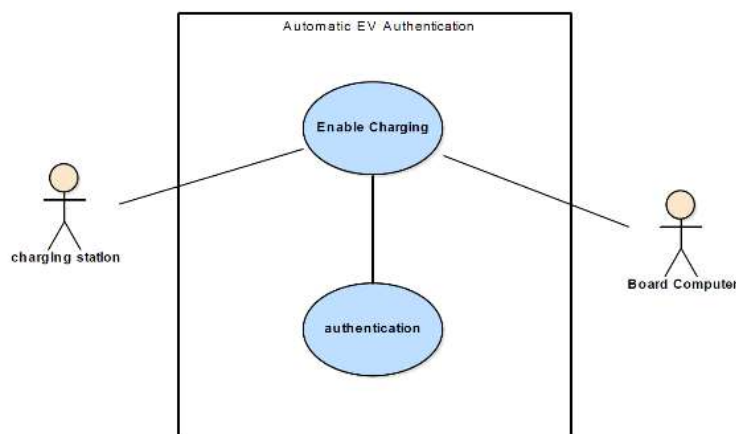 Automatic EV Authentication
Enable Charging
charging station
Board Computer
authentication